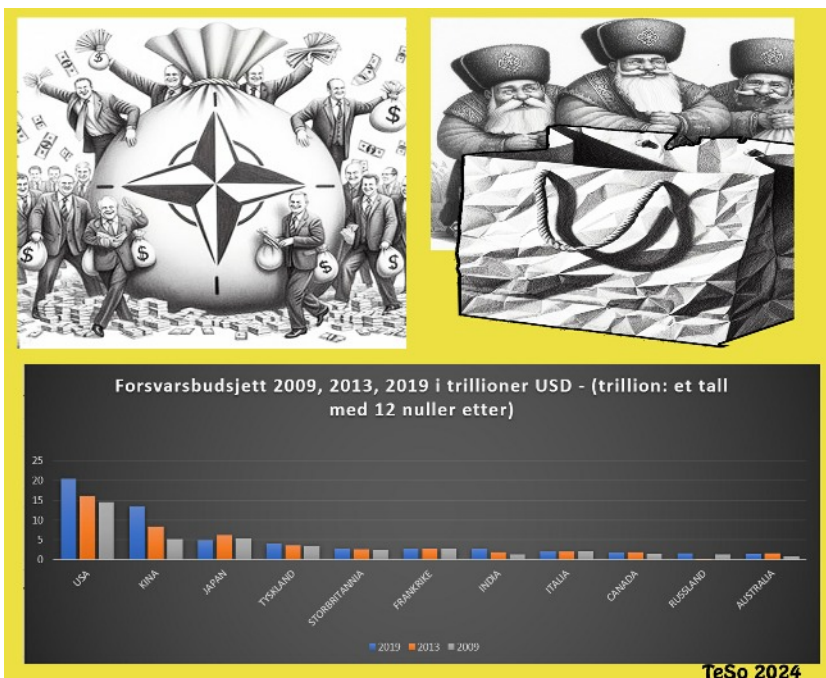 $
$
$
$
$
Forsvarsbudsjett 2009, 2013, 2019 i trillioner USD - (trillion: et tall
med 12 nuller etter)
25
20
15
10
5
0
USA
KINA
JAPAN
TYSKLAND
STORBRITANNIA
FRANKRIKE
INDIA
ITALIA
CANADA
RUSSLAND
AUSTRALIA
2019 2013 2009
TeSo 2024